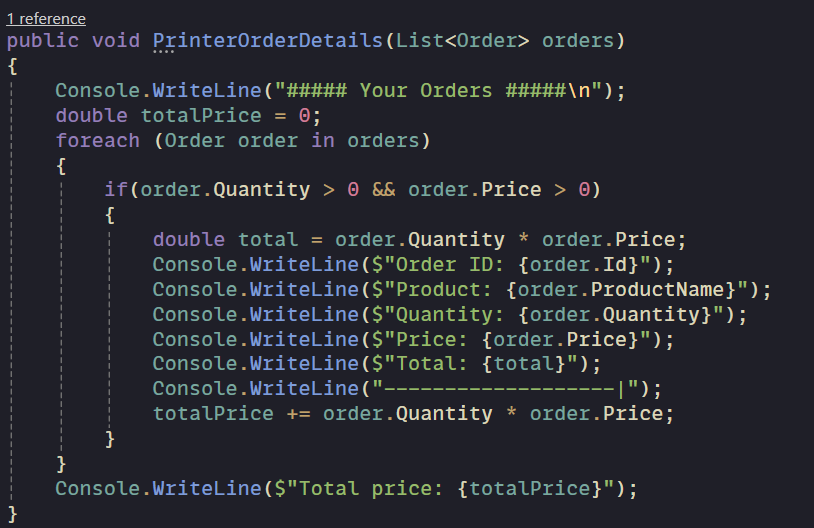 1 reference
public void PrinterOrderDetails(List<Order> orders)
{
    Console.WriteLine("##### Your Orders #####\n");
    double totalPrice = 0;
    foreach (Order order in orders)
    {
        if(order.Quantity > 0 && order.Price > 0)
        {
            double total = order.Quantity * order.Price;
            Console.WriteLine($"Order ID: {order.Id}");
            Console.WriteLine($"Product: {order.ProductName}");
            Console.WriteLine($"Quantity: {order.Quantity}");
            Console.WriteLine($"Price: {order.Price}");
            Console.WriteLine($"Total: {total}");
            Console.WriteLine("-------------------|");
            totalPrice += order.Quantity * order.Price;
        }
    }
    Console.WriteLine($"Total price: {totalPrice}");
}